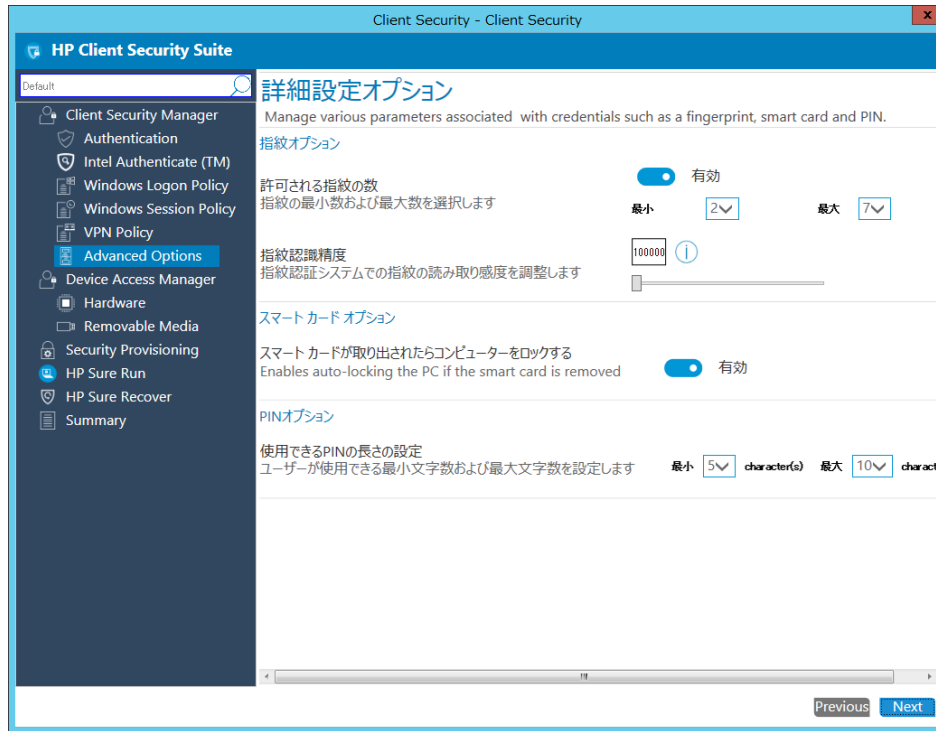 Client Security - Client Security
x
HP Client Security Suite
Default
Client Security Manager
Authentication
Intel Authenticate (TM)
Windows Logon Policy
Windows Session Policy
VPN Policy
Advanced Options
Device Access Manager
Hardware
Removable Media
Security Provisioning
HP Sure Run
HP Sure Recover
Summary
詳細設定オプション
Manage various parameters associated with credentials such as a fingerprint, smart card and PIN.
指紋オプション
有効
許可される指紋の数
指紋の最小数および最大数を選択します
最小 2 最大 7
指紋認識精度
指紋認証システムでの指紋の読み取り感度を調整します
100000
スマート カード オプション
スマート カードが取り出されたらコンピューターをロックする
Enables auto-locking the PC if the smart card is removed
有効
PINオプション
使用できるPINの長さの設定
ユーザーが使用できる最小文字数および最大文字数を設定します
最小 5 character(s) 最大 10 charact
Previous Next